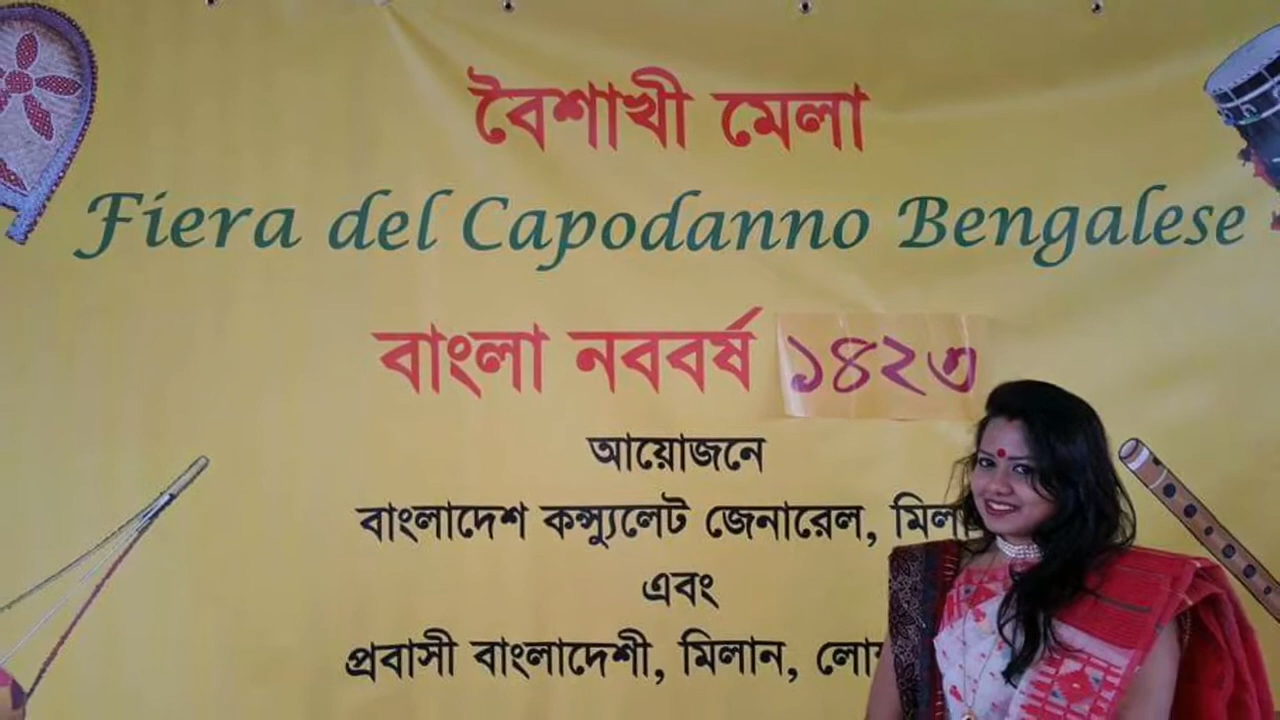 বৈশাখী মেলা
Fiera del Capodanno Bengalese
বাংলা নববর্ষ ১৪২৩
আয়োজনে
বাংলাদেশ কন্স্যুলেট জেনারেল,
এবং
প্রবাসী বাংলাদেশী, মিলান,